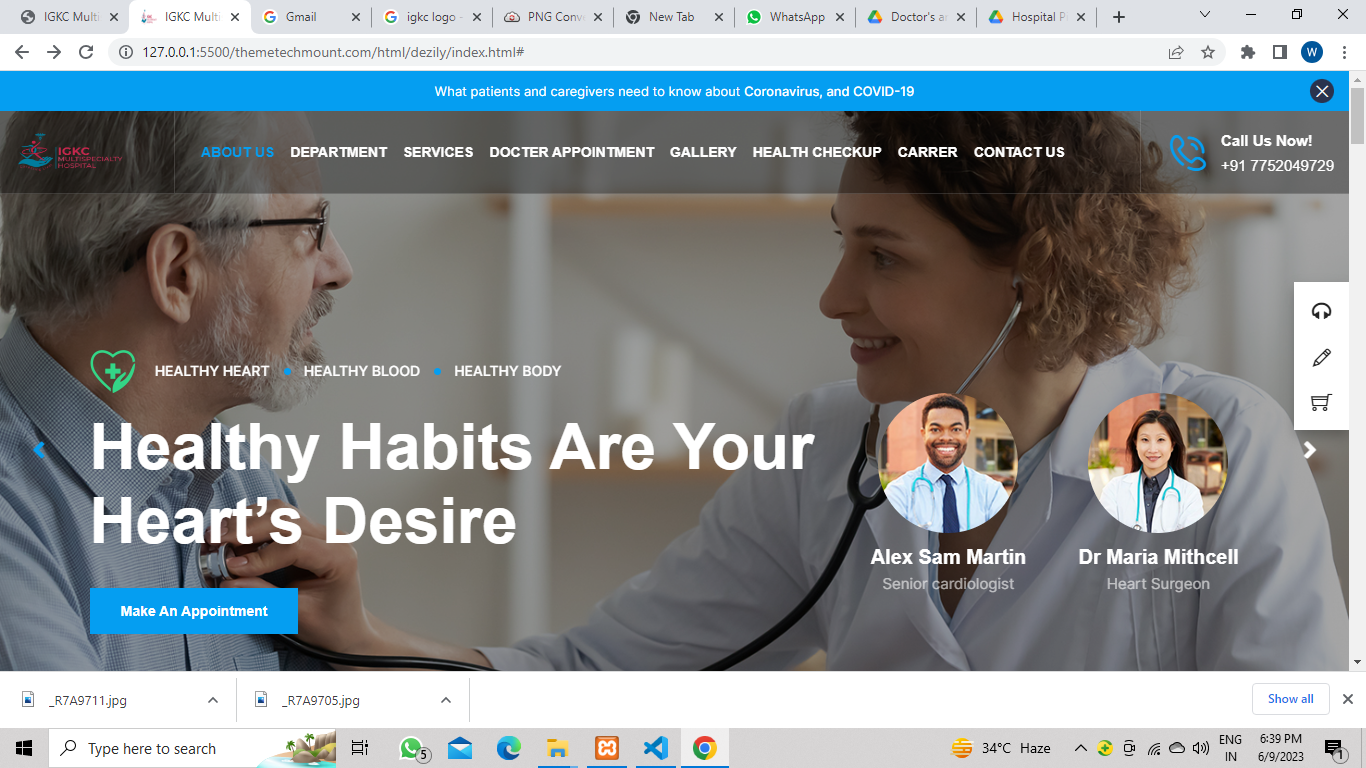 IGKC Multi
IGKC Multi
Gmail
igkc logo -
PNG Conve
New Tab
WhatsApp
Doctor's a
Hospital Pi
127.0.0.1:5500/themetechmount.com/html/dezily/index.html#
W
What patients and caregivers need to know about Coronavirus, and COVID-19
IGKC
MULTISPECIALTY
HOSPITAL
ABOUT US
DEPARTMENT
SERVICES
DOCTER APPOINTMENT
GALLERY
HEALTH CHECKUP
CARRER
CONTACT US
Call Us Now!
+91 7752049729
HEALTHY HEART
HEALTHY BLOOD
HEALTHY BODY
Healthy Habits Are Your
Heart’s Desire
Make An Appointment
Alex Sam Martin
Senior cardiologist
Dr Maria Mithcell
Heart Surgeon
_R7A9711.jpg
_R7A9705.jpg
Show all
Type here to search
5
34°C Haze
ENG
IN
6:39 PM
6/9/2023
1